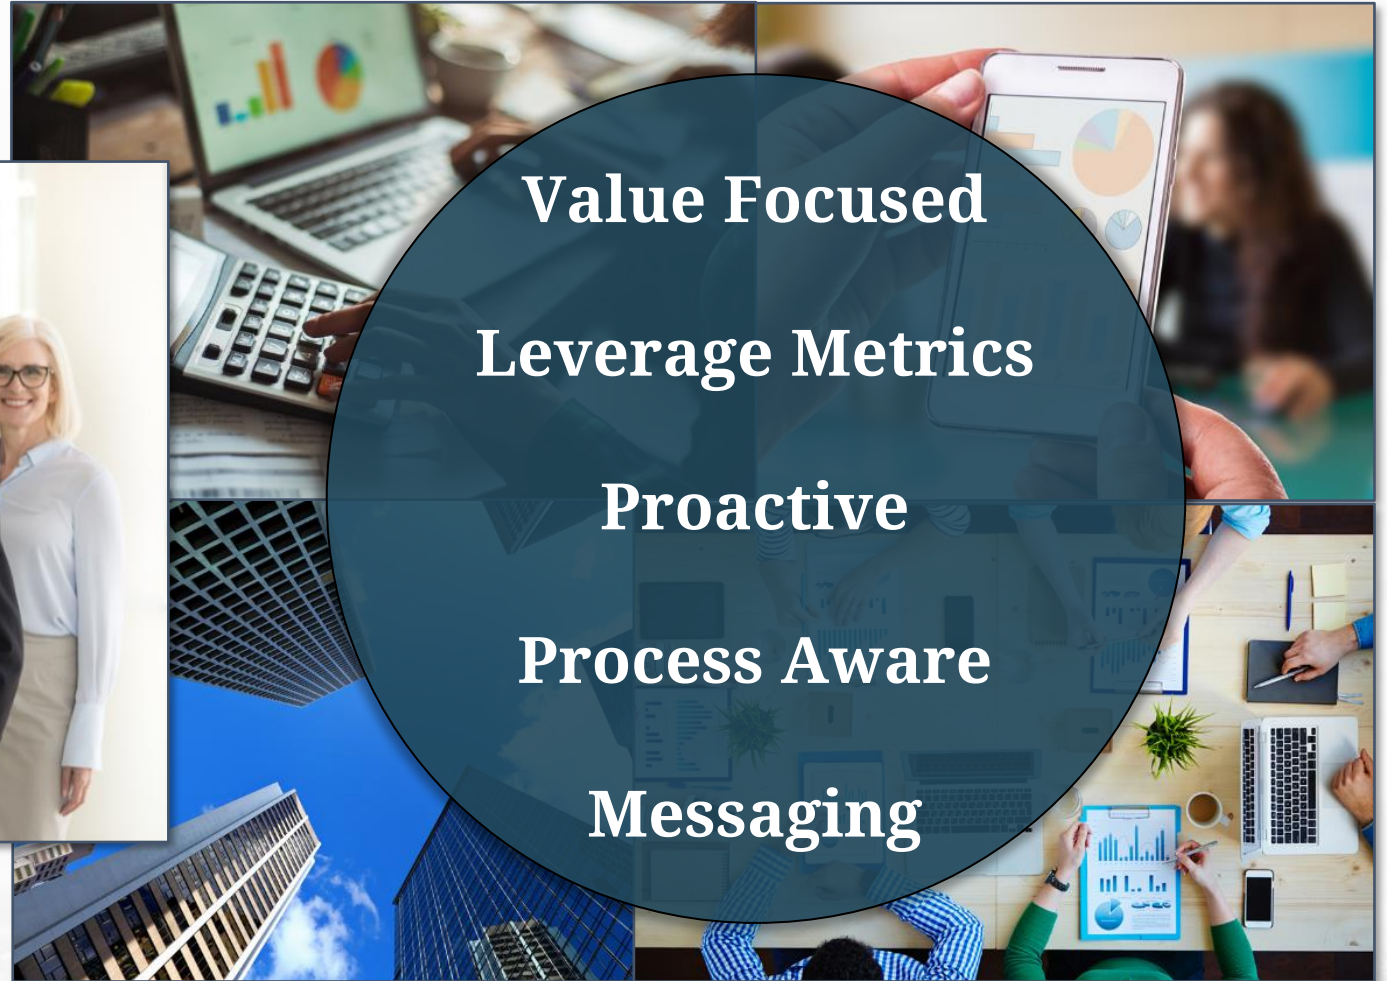 Value Focused
Leverage Metrics
Proactive
Process Aware
Messaging